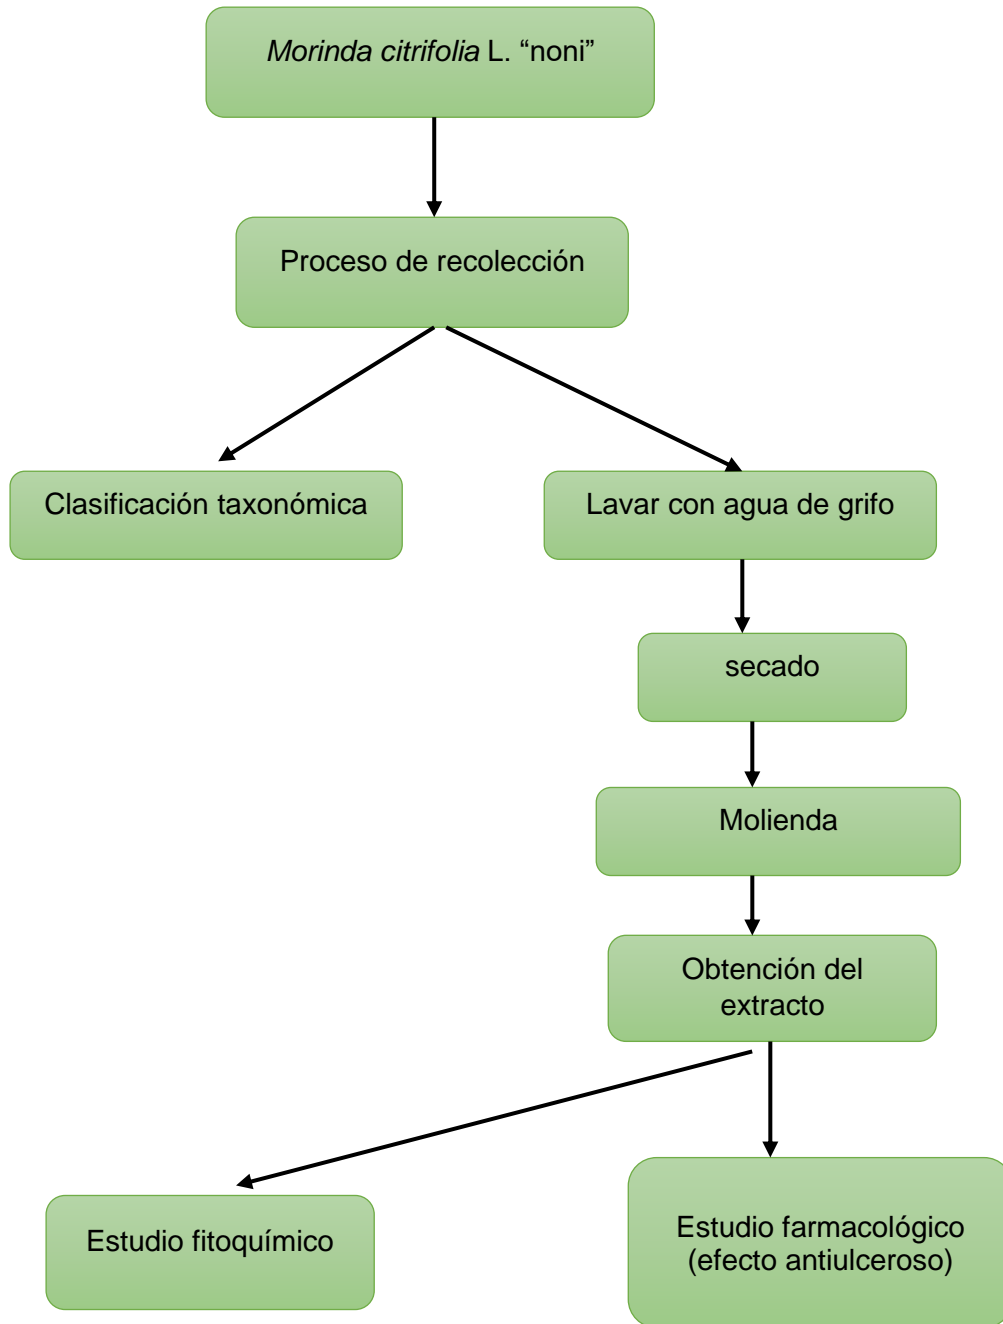 Morinda citrifolia L. “noni”
Proceso de recolección
Clasificación taxonómica
Lavar con agua de grifo
secado
Molienda
Obtención del
extracto
Estudio fitoquímico
Estudio farmacológico
(efecto antiulceroso)